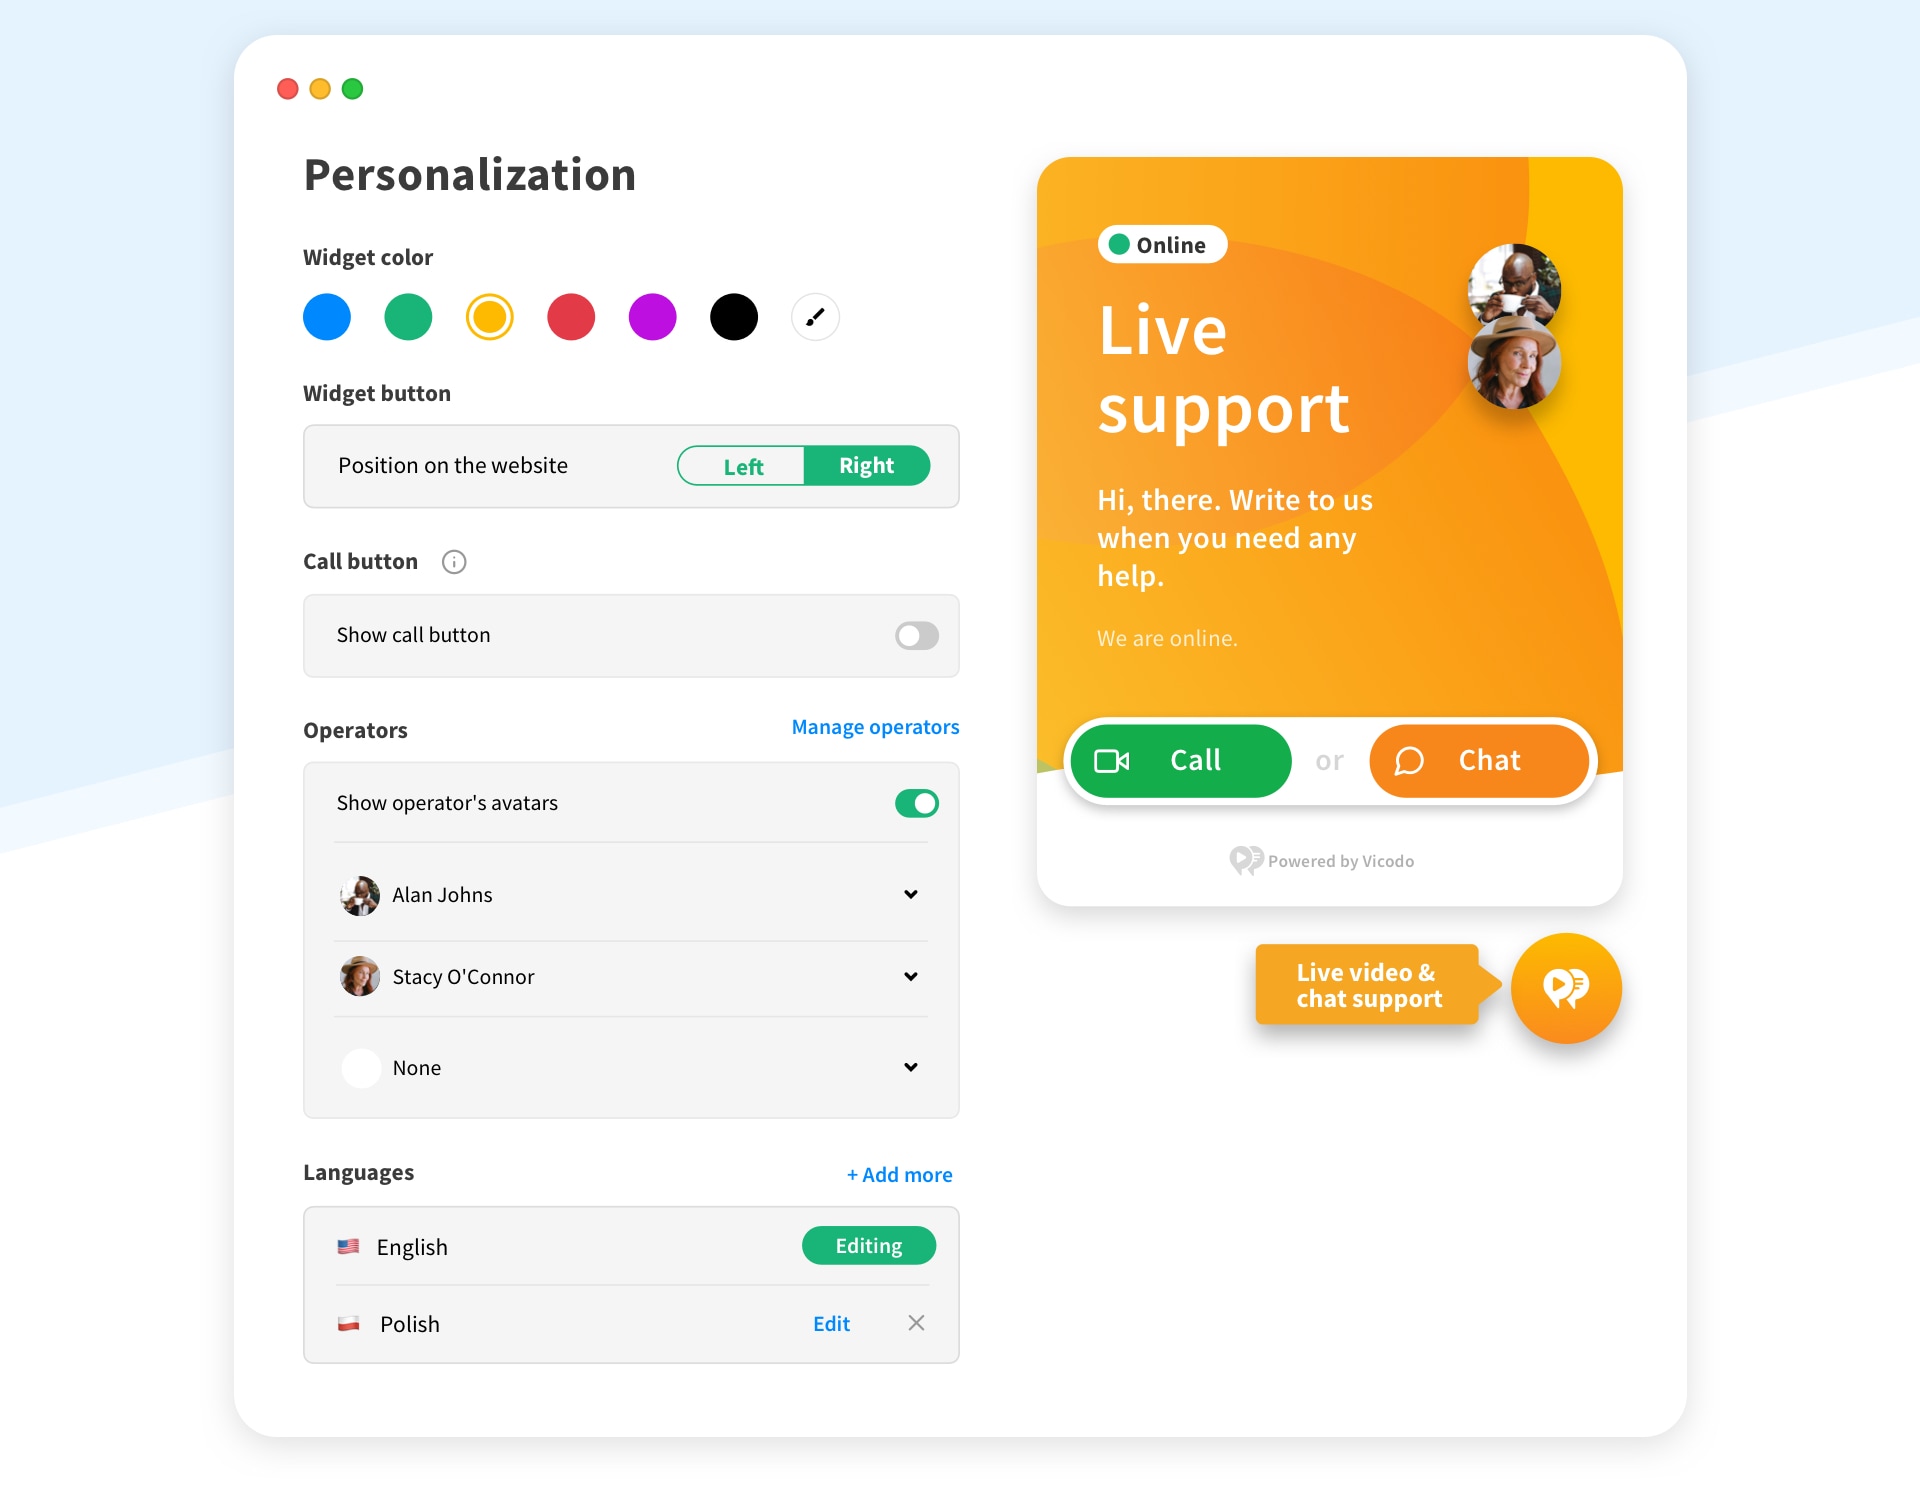 Personalization
Widget color
Widget button
Position on the website
Left
Right
Call button
Show call button
Operators
Manage operators
Show operator's avatars
Alan Johns
Stacy O'Connor
None
Languages
+ Add more
English
Editing
Polish
Edit
Online
Live
support
Hi, there. Write to us
when you need any
help.
We are online.
Call
or
Chat
Powered by Vicodo
Live video &
chat support